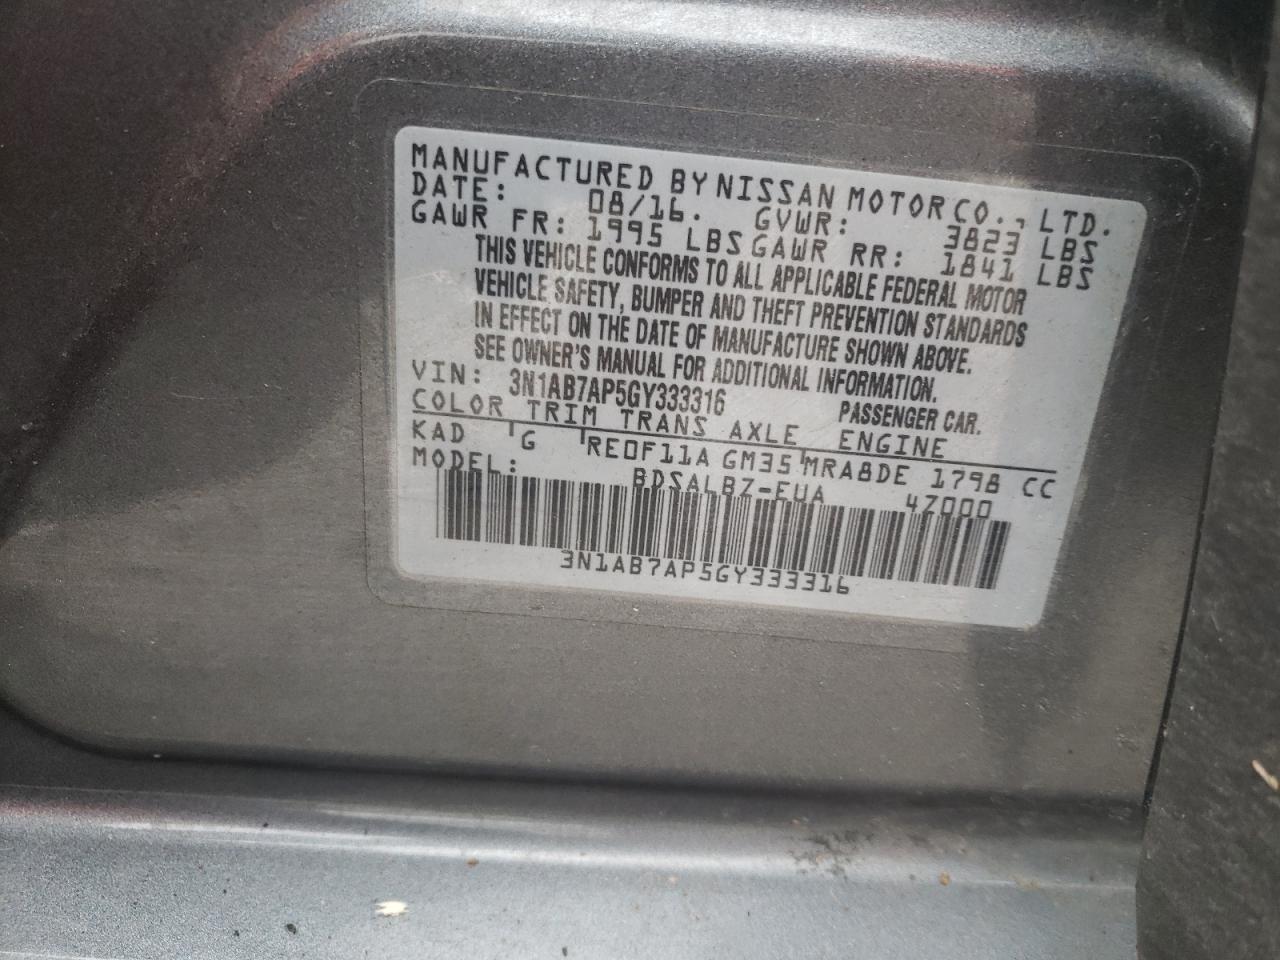 MANUFACTURED BY NISSAN MOTOR CO., LTD.
DATE: 08/16. GVWR: 3823 LBS
GAWR FR: 1995 LBS GAWR RR: 1841 LBS
THIS VEHICLE CONFORMS TO ALL APPLICABLE FEDERAL MOTOR
VEHICLE SAFETY, BUMPER AND THEFT PREVENTION STANDARDS
IN EFFECT ON THE DATE OF MANUFACTURE SHOWN ABOVE.
SEE OWNER'S MANUAL FOR ADDITIONAL INFORMATION.
VIN: 3N1AB7AP5GY333316 PASSENGER CAR.
COLOR TRIM TRANS AXLE ENGINE
KAD G RE0F11A GM35 MRA8DE 1798 CC
MODEL: BDSALBZ-EUA 4Z000
3N1AB7AP5GY333316